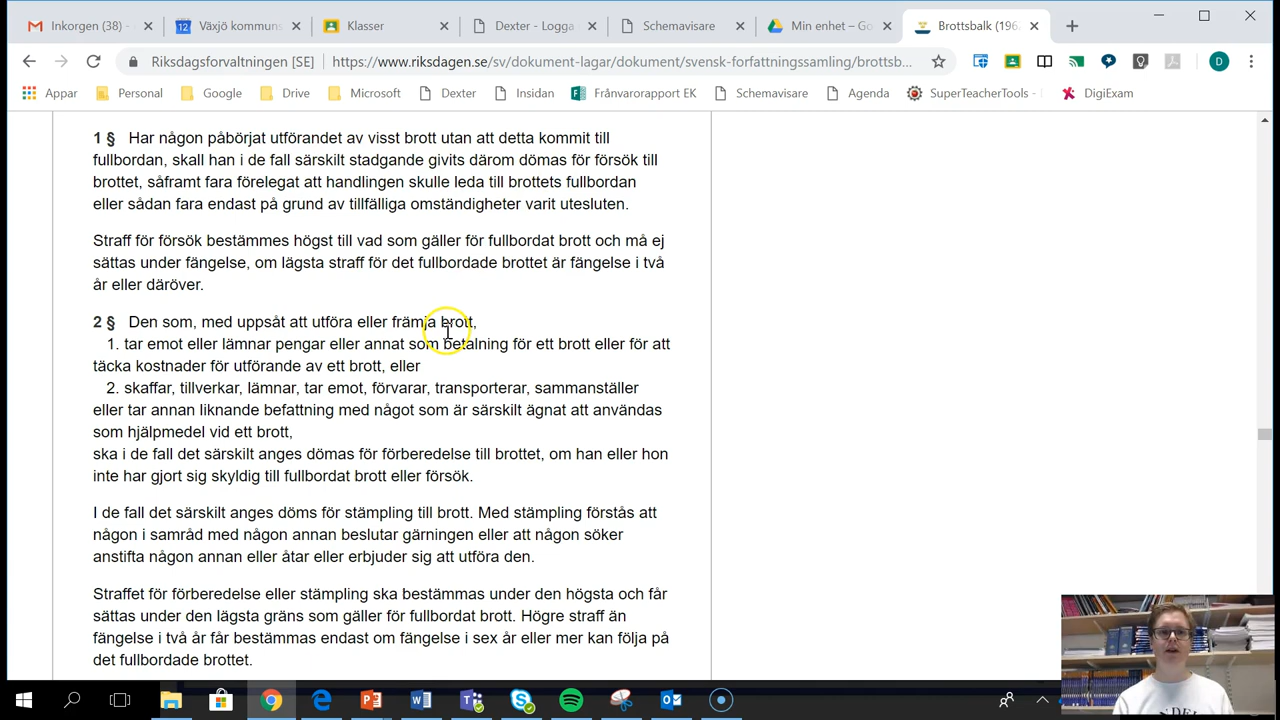 Inkorgen (38) -
Växjö kommuns
Klasser
Dexter - Logga
Schemavisare
Min enhet – Go
Brottsbalk (196
Riksdagsforvaltningen [SE]
https://www.riksdagen.se/sv/dokument-lagar/dokument/svensk-forfattningssamling/brottsb...
D
Appar
Personal
Google
Drive
Microsoft
Dexter
Insidan
Frånvarorapport EK
Schemavisare
Agenda
SuperTeacherTools -
DigiExam
1 § Har någon påbörjat utförandet av visst brott utan att detta kommit till
fullbordan, skall han i de fall särskilt stadgande givits därom dömas för försök till
brottet, såframt fara förelegat att handlingen skulle leda till brottets fullbordan
eller sådan fara endast på grund av tillfälliga omständigheter varit utesluten.
Straff för försök bestämmes högst till vad som gäller för fullbordat brott och må ej
sättas under fängelse, om lägsta straff för det fullbordade brottet är fängelse i två
år eller däröver.
2 § Den som, med uppsåt att utföra eller främja brott,
1. tar emot eller lämnar pengar eller annat som betalning för ett brott eller för att
täcka kostnader för utförande av ett brott, eller
2. skaffar, tillverkar, lämnar, tar emot, förvarar, transporterar, sammanställer
eller tar annan liknande befattning med något som är särskilt ägnat att användas
som hjälpmedel vid ett brott,
ska i de fall det särskilt anges dömas för förberedelse till brottet, om han eller hon
inte har gjort sig skyldig till fullbordat brott eller försök.
I de fall det särskilt anges döms för stämpling till brott. Med stämpling förstås att
någon i samråd med någon annan beslutar gärningen eller att någon söker
anstifta någon annan eller åtar eller erbjuder sig att utföra den.
Straffet för förberedelse eller stämpling ska bestämmas under den högsta och får
sättas under den lägsta gräns som gäller för fullbordat brott. Högre straff än
fängelse i två år får bestämmas endast om fängelse i sex år eller mer kan följa på
det fullbordade brottet.